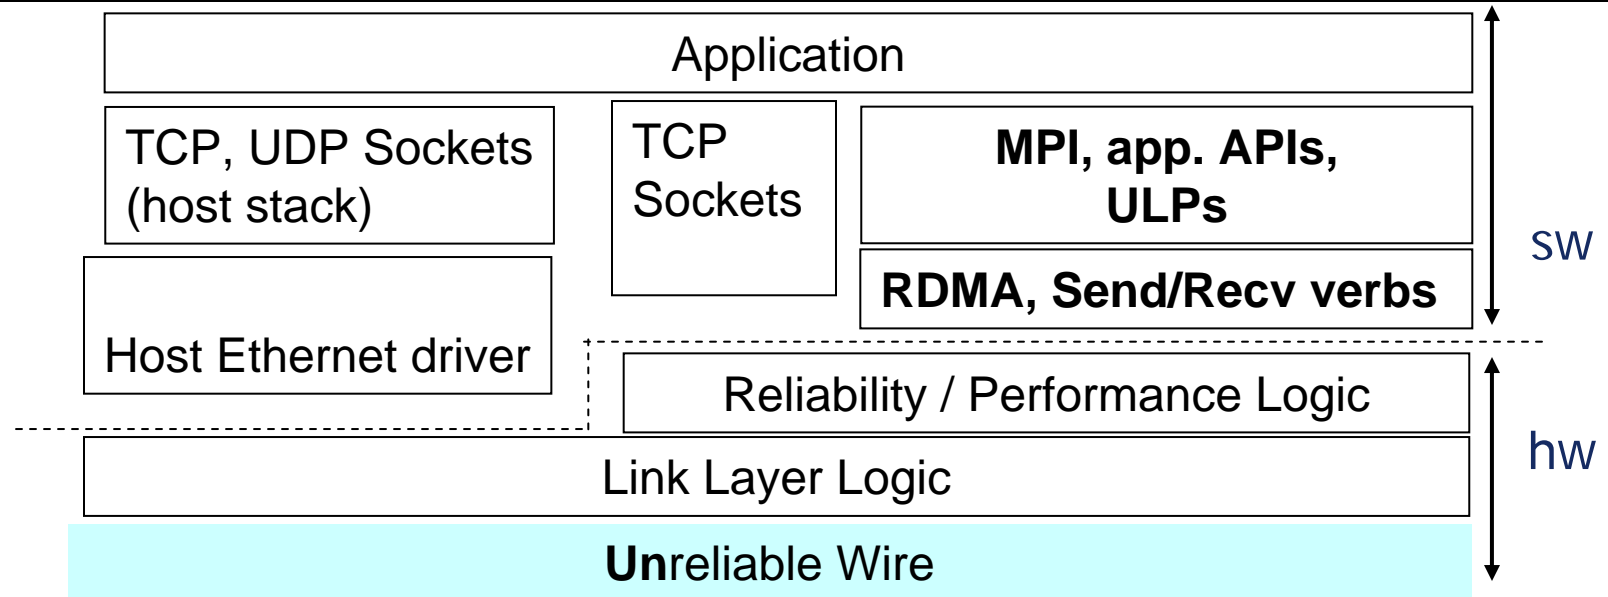 Application
TCP, UDP Sockets
(host stack)
TCP
Sockets
MPI, app. APIs,
ULPs
sw
RDMA, Send/Recv verbs
Host Ethernet driver
Reliability / Performance Logic
hw
Link Layer Logic
Unreliable Wire